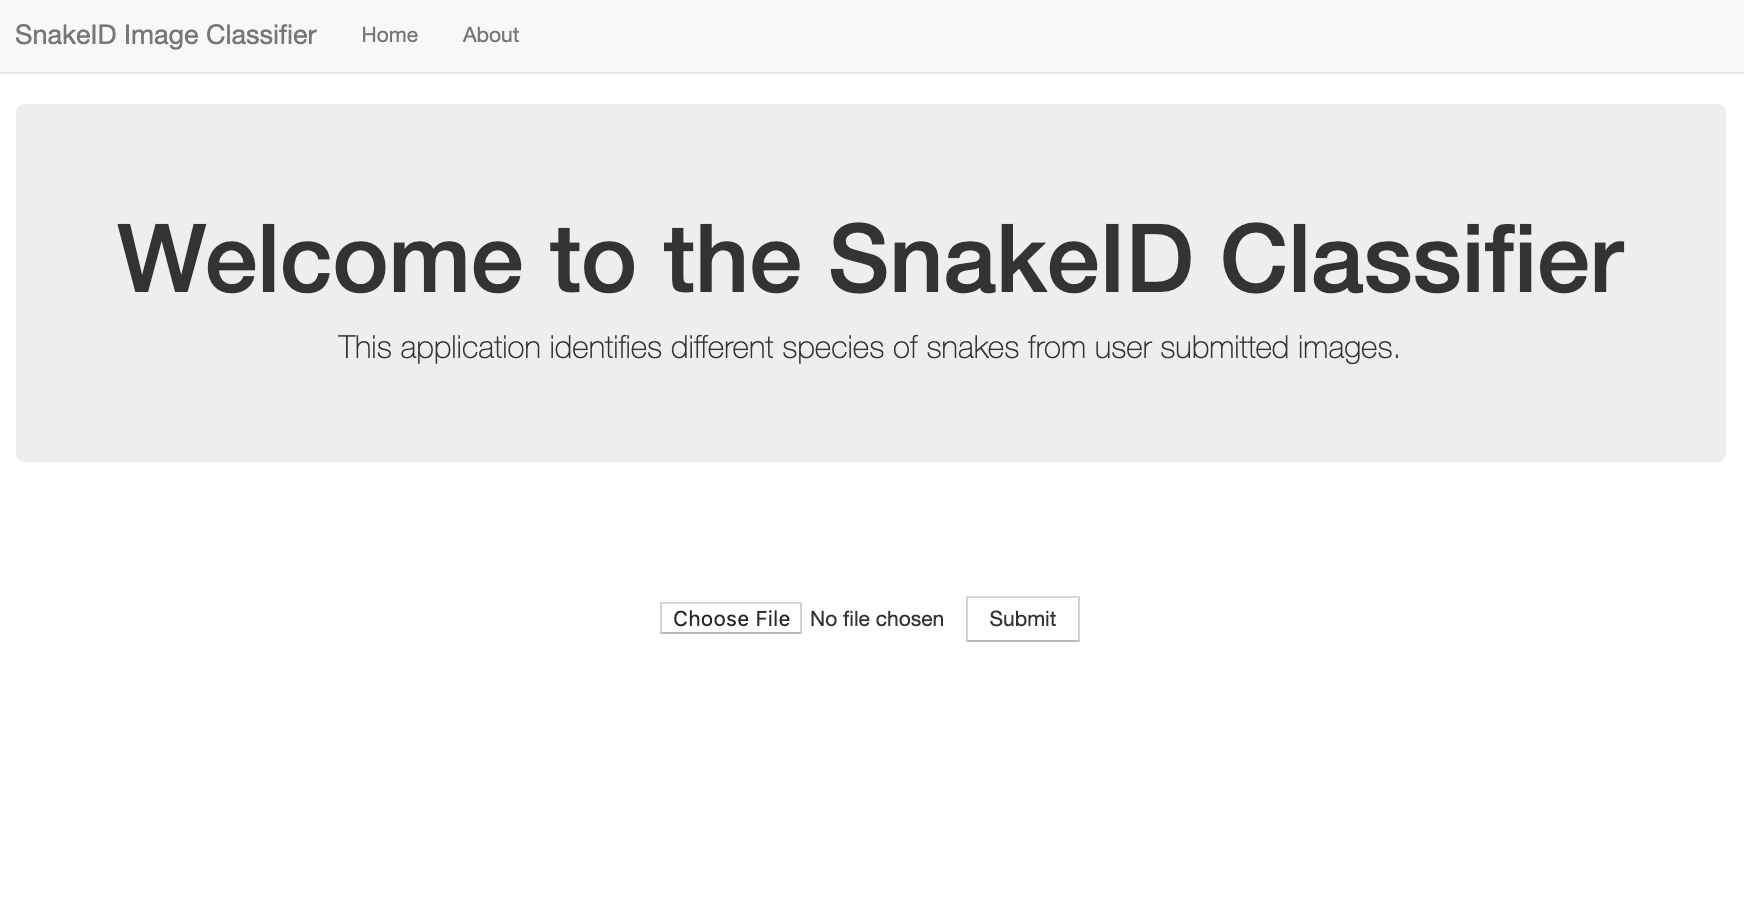 SnakeID Image Classifier Home About
Welcome to the SnakeID Classifier
This application identifies different species of snakes from user submitted images.
Choose File No file chosen Submit